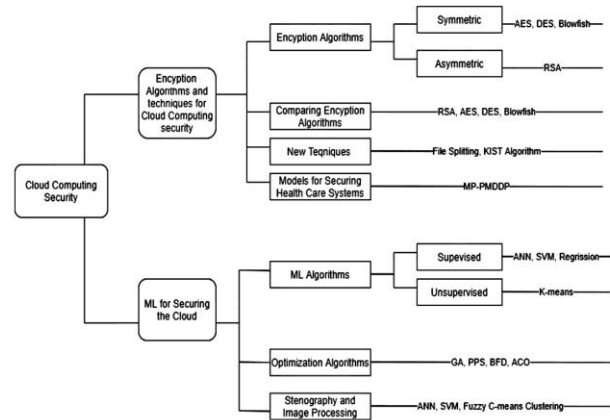 Symmetric
AES, DES, Blowfish
Encyption Algorithms
Asymmetric
RSA
Encyption
Algorithms and
techniques for
Cloud Computing
security
Comparing Encyption
Algorithms
RSA, AES, DES, Blowfish
New Teqniques
File Splitting, KIST Algorithm
Models for Securing
Health Care Systems
MP-PMDDP
Cloud Computing
Security
ML for Securing
the Cloud
ML Algorithms
Supevised
ANN, SVM, Regrission
Unsupervised
K-means
Optimization Algorithms
GA, PPS, BFD, ACO
Stenography and
Image Processing
ANN, SVM, Fuzzy C-means Clustering